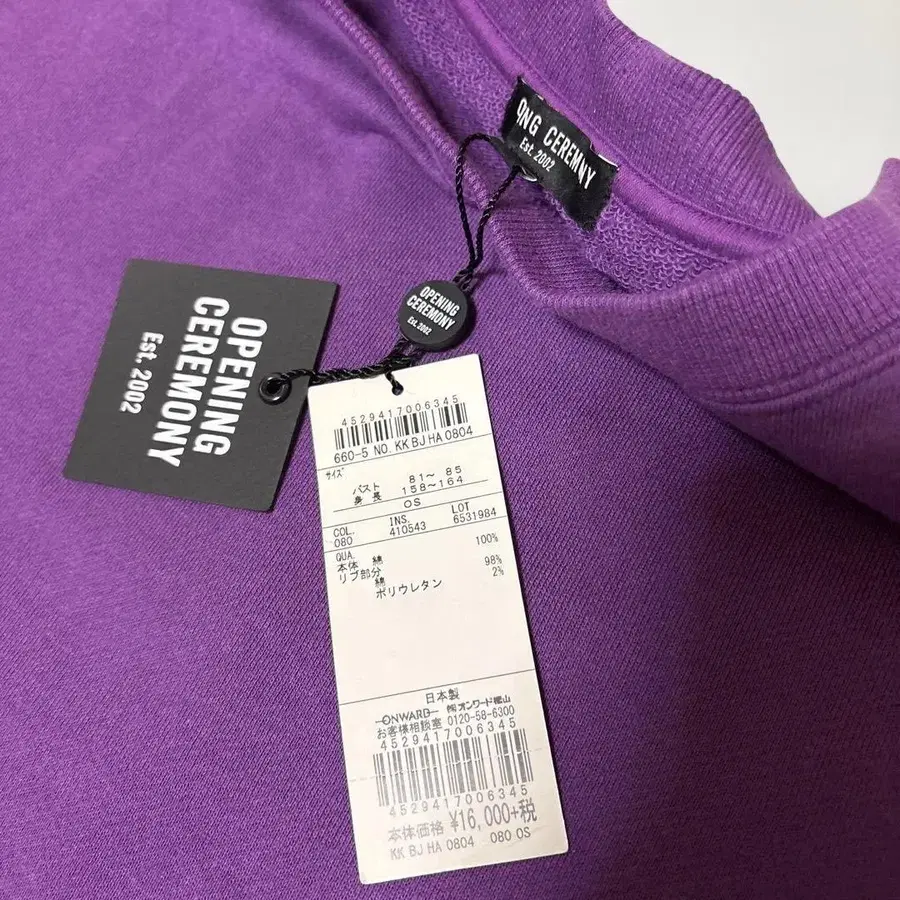 ONG CEREMNY
Est. 2002
OPENING
CEREMONY
Est. 2002
OPENING
CEREMONY
Est. 2002
4529417006345
660-5 NO. KK BJ HA 0804
サイズ
バスト 81～ 85
身長 158～164
OS
COL. INS. LOT
080 410543 6531984
QUA.
本体 綿 100%
リブ部分
綿 98%
ポリウレタン 2%
日本製
ONWARD ㈱オンワード樫山
お客様相談室 0120-58-6300
4529417006345
4529417006345
本体価格 ¥16,000+税
KK BJ HA 0804 080 OS